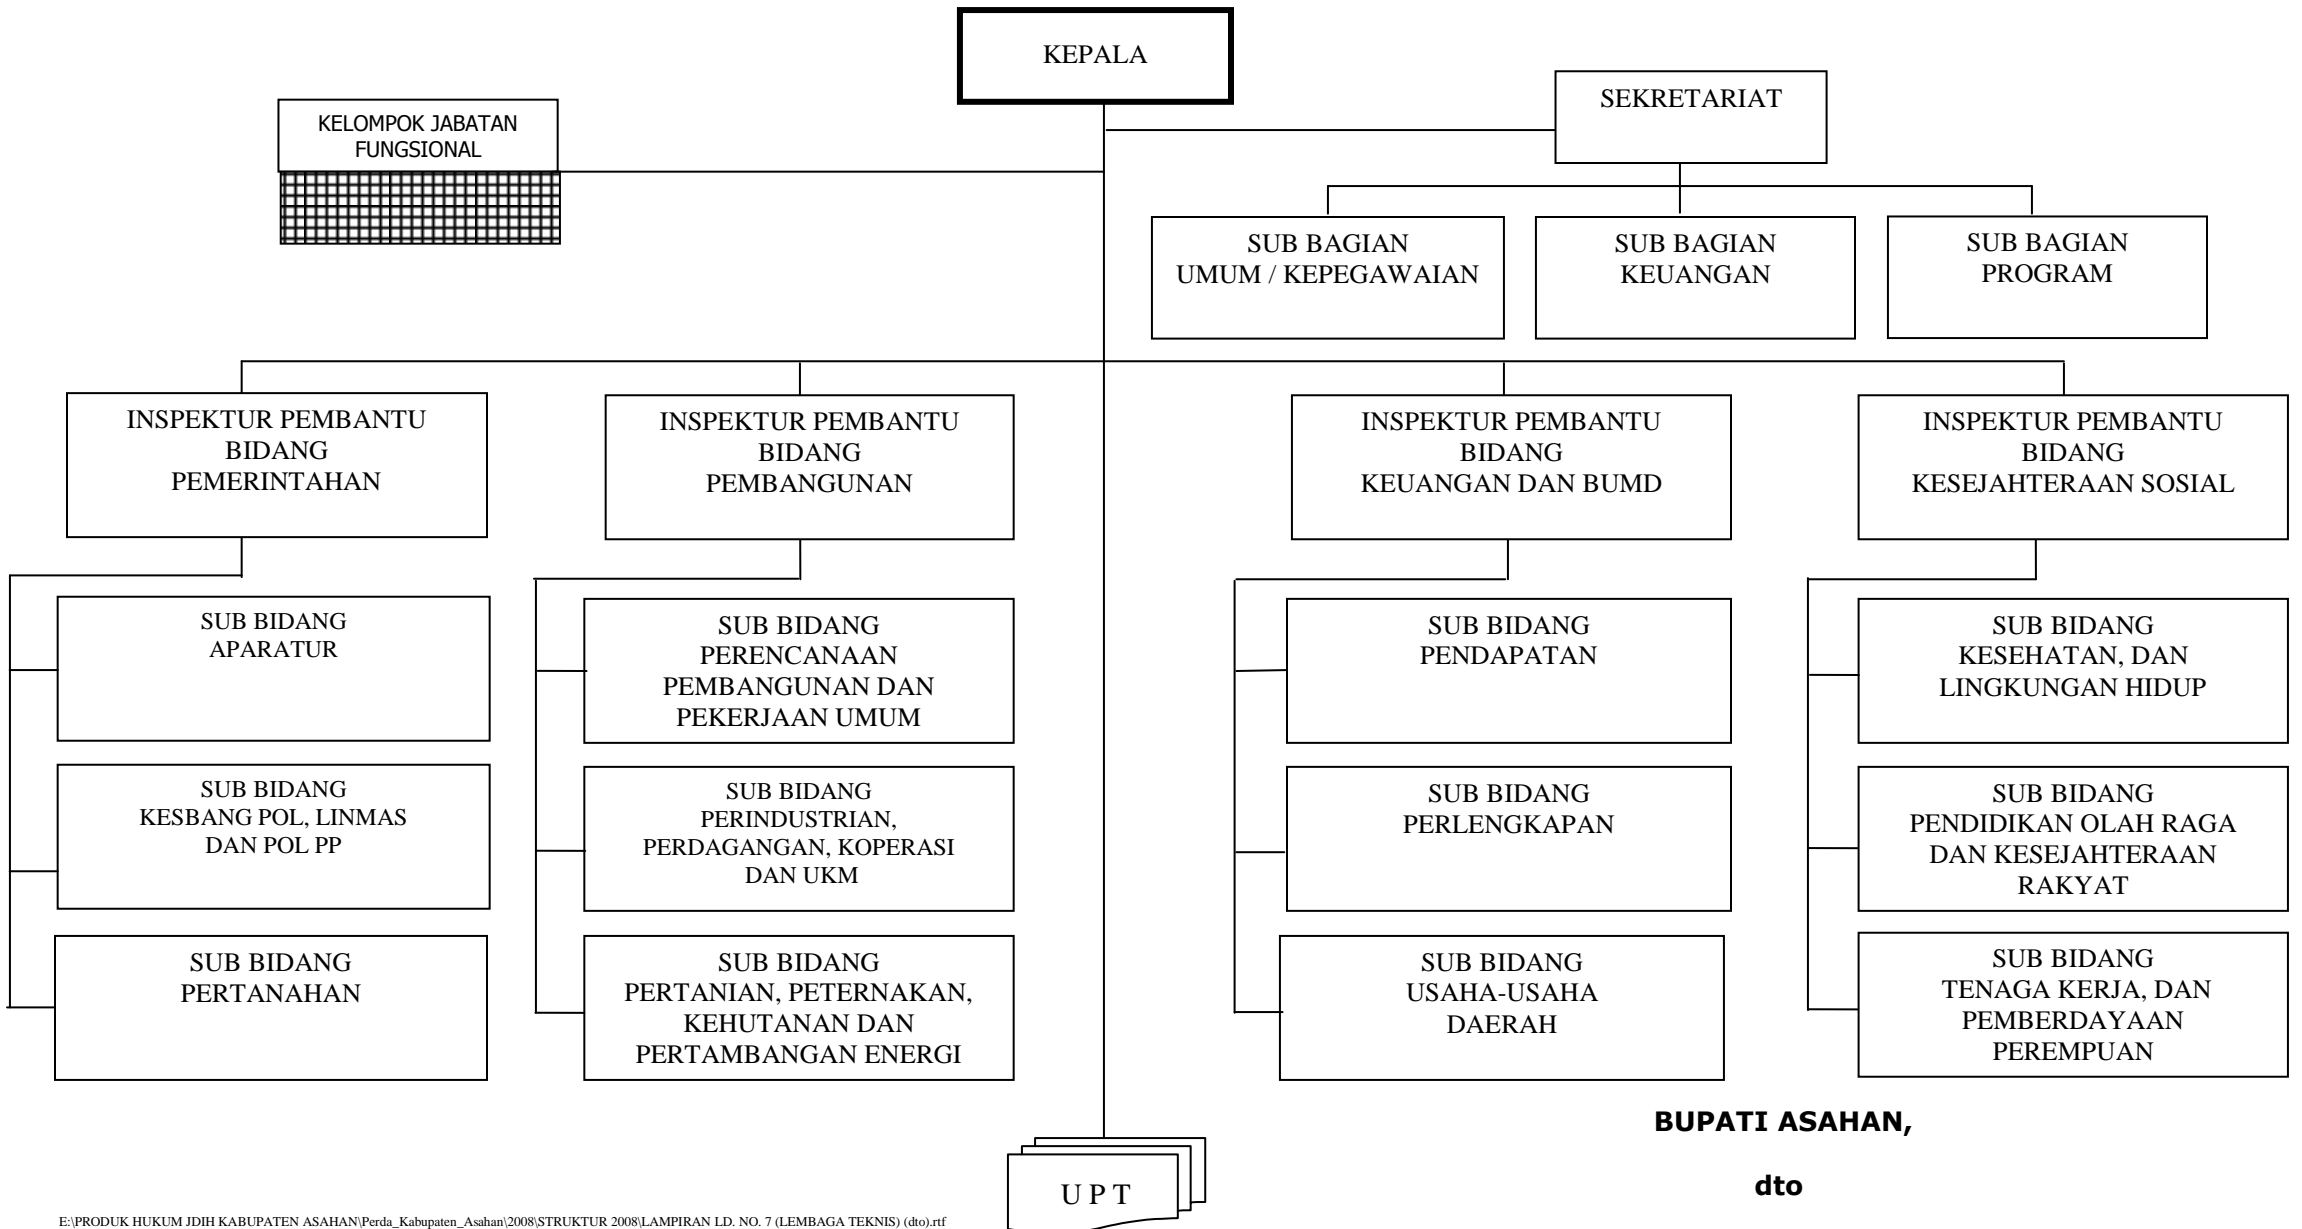 KEPALA
SEKRETARIAT
KELOMPOK JABATAN
FUNGSIONAL
SUB BAGIAN
UMUM / KEPEGAWAIAN
SUB BAGIAN
KEUANGAN
SUB BAGIAN
PROGRAM
INSPEKTUR PEMBANTU
BIDANG
PEMERINTAHAN
INSPEKTUR PEMBANTU
BIDANG
PEMBANGUNAN
INSPEKTUR PEMBANTU
BIDANG
KEUANGAN DAN BUMD
INSPEKTUR PEMBANTU
BIDANG
KESEJAHTERAAN SOSIAL
SUB BIDANG
APARATUR
SUB BIDANG
PERENCANAAN
PEMBANGUNAN DAN
PEKERJAAN UMUM
SUB BIDANG
PENDAPATAN
SUB BIDANG
KESEHATAN, DAN
LINGKUNGAN HIDUP
SUB BIDANG
KESBANG POL, LINMAS
DAN POL PP
SUB BIDANG
PERINDUSTRIAN,
PERDAGANGAN, KOPERASI
DAN UKM
SUB BIDANG
PERLENGKAPAN
SUB BIDANG
PENDIDIKAN OLAH RAGA
DAN KESEJAHTERAAN
RAKYAT
SUB BIDANG
PERTANAHAN
SUB BIDANG
PERTANIAN, PETERNAKAN,
KEHUTANAN DAN
PERTAMBANGAN ENERGI
SUB BIDANG
USAHA-USAHA
DAERAH
SUB BIDANG
TENAGA KERJA, DAN
PEMBERDAYAAN
PEREMPUAN
BUPATI ASAHAN,
dto
U P T
E:\PRODUK HUKUM JDIH KABUPATEN ASAHAN\Perda_Kabupaten_Asahan\2008\STRUKTUR 2008\LAMPIRAN LD. NO. 7 (LEMBAGA TEKNIS) (dto).rtf